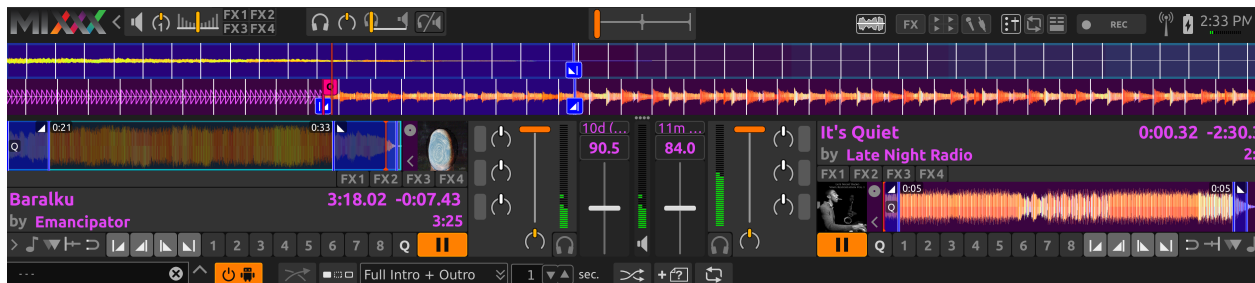 MIXXX
FX1 FX2
FX3 FX4
FX
REC
2:33 PM
C
0:21
0:33
Q
FX1 FX2 FX3 FX4
Baralku
3:18.02 -0:07.43
by Emancipator
3:25
1 2 3 4 5 6 7 8 Q
10d (...
11m ...
90.5
84.0
It's Quiet
0:00.32 -2:30.
by Late Night Radio
2:
FX1 FX2 FX3 FX4
0:05
0:05
Q
Q 1 2 3 4 5 6 7 8
---
Full Intro + Outro
1
sec.